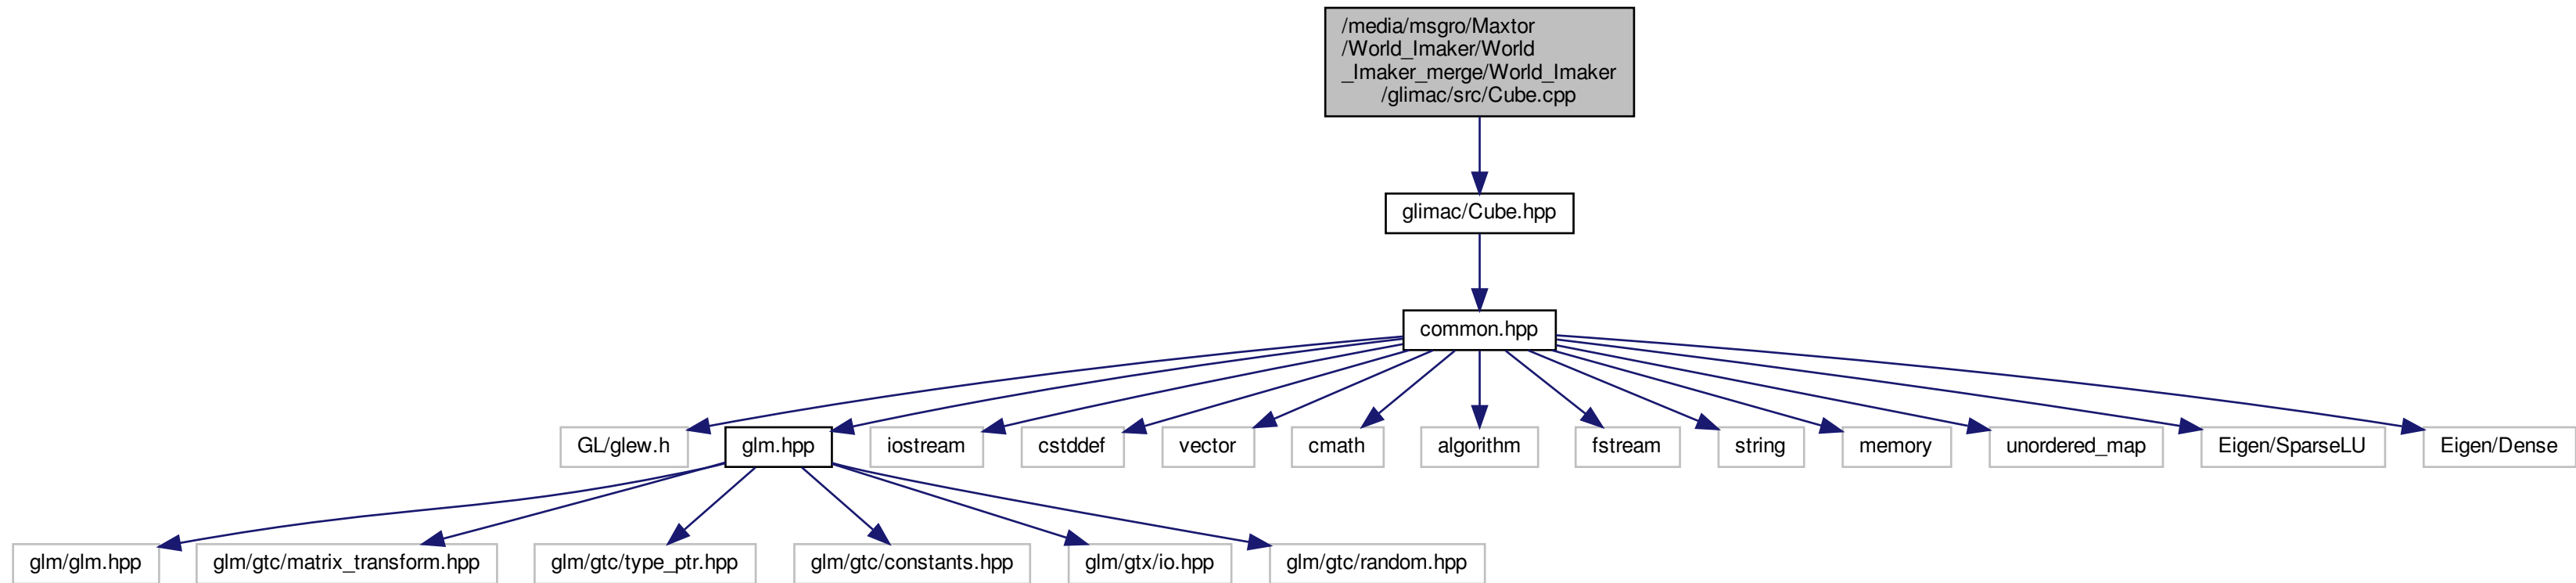 /media/msgro/Maxtor
/World_Imaker/World
_Imaker_merge/World_Imaker
/glimac/src/Cube.cpp
glimac/Cube.hpp
common.hpp
GL/glew.h
glm.hpp
iostream
cstddef
vector
cmath
algorithm
fstream
string
memory
unordered_map
Eigen/SparseLU
Eigen/Dense
glm/glm.hpp
glm/gtc/matrix_transform.hpp
glm/gtc/type_ptr.hpp
glm/gtc/constants.hpp
glm/gtx/io.hpp
glm/gtc/random.hpp